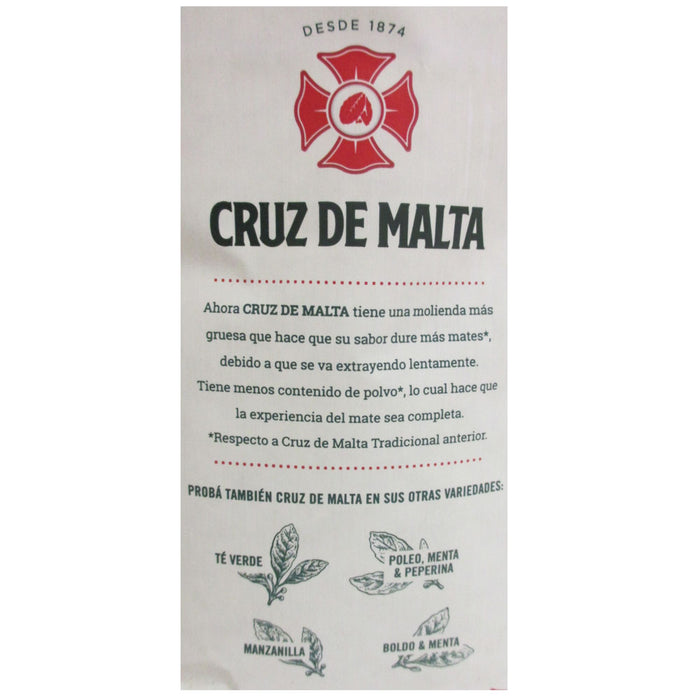 DESDE 1874
CRUZ DE MALTA
Ahora CRUZ DE MALTA tiene una molienda más
gruesa que hace que su sabor dure más mates*,
debido a que se va extrayendo lentamente.
Tiene menos contenido de polvo*, lo cual hace que
la experiencia del mate sea completa.
*Respecto a Cruz de Malta Tradicional anterior.
PROBÁ TAMBIÉN CRUZ DE MALTA EN SUS OTRAS VARIEDADES:
TÉ VERDE
POLEO, MENTA
& PEPERINA
MANZANILLA
BOLDO & MENTA